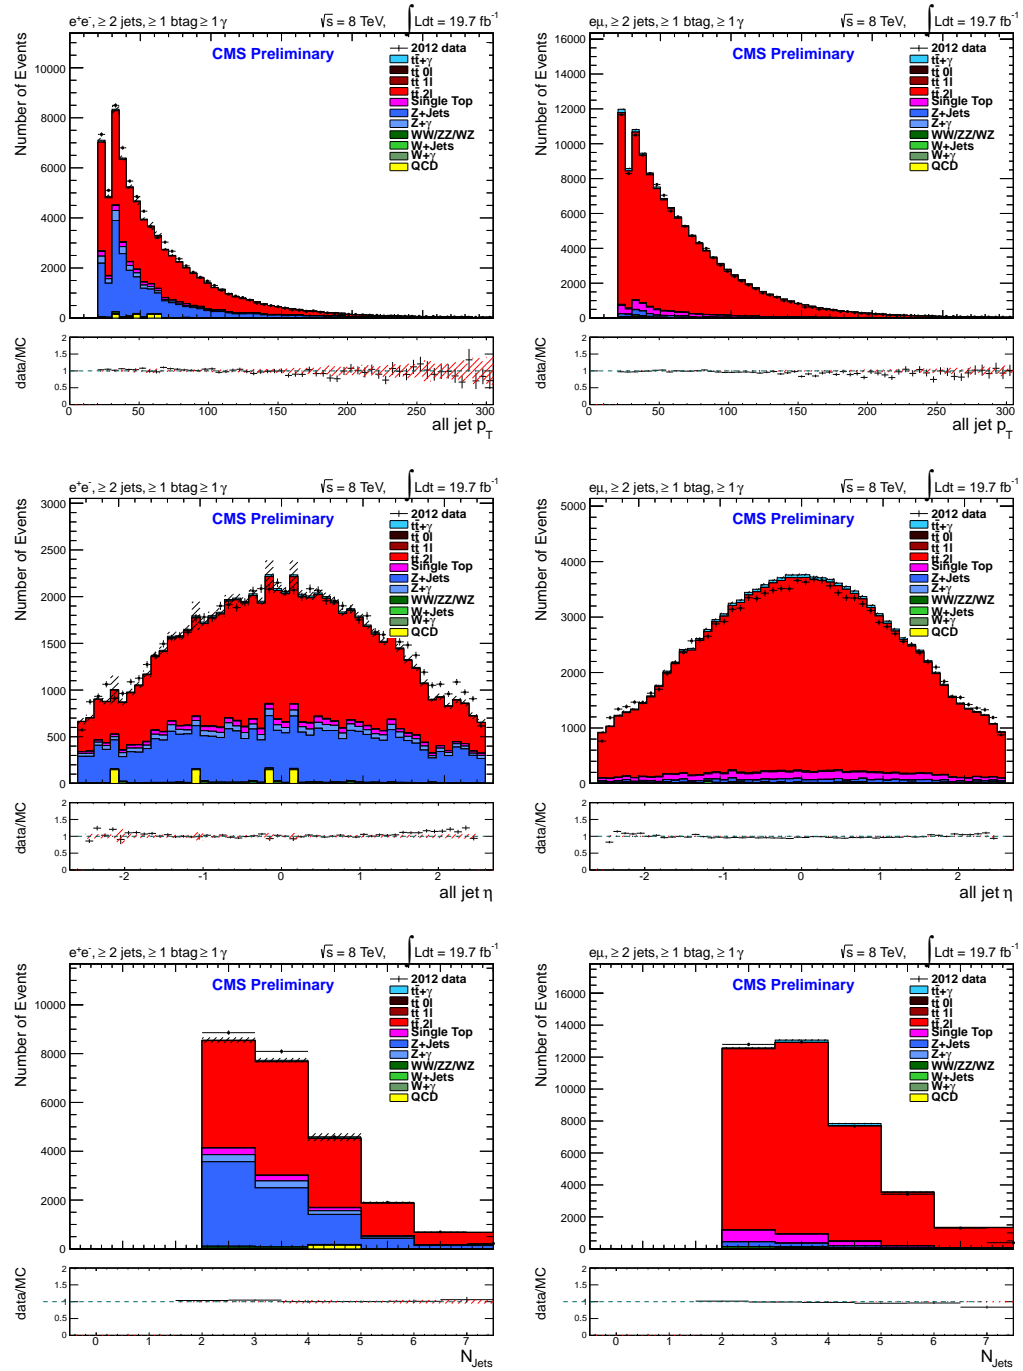 e⁺e⁻, ≥ 2 jets, ≥ 1 btag ≥ 1 γ √s = 8 TeV, ∫ Ldt = 19.7 fb⁻¹
CMS Preliminary
Number of Events
10000
8000
6000
4000
2000
0
2012 data
tt̄+γ
tt̄ 0l
tt̄ 1l
tt̄ 2l
Single Top
Z+Jets
Z+γ
WW/ZZ/WZ
W+Jets
W+γ
QCD
data/MC
2
1.5
1
0.5
0
0 50 100 150 200 250 300
all jet p_T
eμ, ≥ 2 jets, ≥ 1 btag, ≥ 1 γ √s = 8 TeV, ∫ Ldt = 19.7 fb⁻¹
CMS Preliminary
Number of Events
16000
14000
12000
10000
8000
6000
4000
2000
0
2012 data
tt̄+γ
tt̄ 0l
tt̄ 1l
tt̄ 2l
Single Top
Z+Jets
Z+γ
WW/ZZ/WZ
W+Jets
W+γ
QCD
data/MC
2
1.5
1
0.5
0
0 50 100 150 200 250 300
all jet p_T
e⁺e⁻, ≥ 2 jets, ≥ 1 btag ≥ 1 γ √s = 8 TeV, ∫ Ldt = 19.7 fb⁻¹
CMS Preliminary
Number of Events
3000
2500
2000
1500
1000
500
0
2012 data
tt̄+γ
tt̄ 0l
tt̄ 1l
tt̄ 2l
Single Top
Z+Jets
Z+γ
WW/ZZ/WZ
W+Jets
W+γ
QCD
data/MC
2
1.5
1
0.5
0
-2 -1 0 1 2
all jet η
eμ, ≥ 2 jets, ≥ 1 btag, ≥ 1 γ √s = 8 TeV, ∫ Ldt = 19.7 fb⁻¹
CMS Preliminary
Number of Events
5000
4000
3000
2000
1000
0
2012 data
tt̄+γ
tt̄ 0l
tt̄ 1l
tt̄ 2l
Single Top
Z+Jets
Z+γ
WW/ZZ/WZ
W+Jets
W+γ
QCD
data/MC
2
1.5
1
0.5
0
-2 -1 0 1 2
all jet η
e⁺e⁻, ≥ 2 jets, ≥ 1 btag ≥ 1 γ √s = 8 TeV, ∫ Ldt = 19.7 fb⁻¹
CMS Preliminary
Number of Events
10000
8000
6000
4000
2000
0
2012 data
tt̄+γ
tt̄ 0l
tt̄ 1l
tt̄ 2l
Single Top
Z+Jets
Z+γ
WW/ZZ/WZ
W+Jets
W+γ
QCD
data/MC
2
1.5
1
0.5
0
0 1 2 3 4 5 6 7
N_Jets
eμ, ≥ 2 jets, ≥ 1 btag, ≥ 1 γ √s = 8 TeV, ∫ Ldt = 19.7 fb⁻¹
CMS Preliminary
Number of Events
16000
14000
12000
10000
8000
6000
4000
2000
0
2012 data
tt̄+γ
tt̄ 0l
tt̄ 1l
tt̄ 2l
Single Top
Z+Jets
Z+γ
WW/ZZ/WZ
W+Jets
W+γ
QCD
data/MC
2
1.5
1
0.5
0
0 1 2 3 4 5 6 7
N_Jets